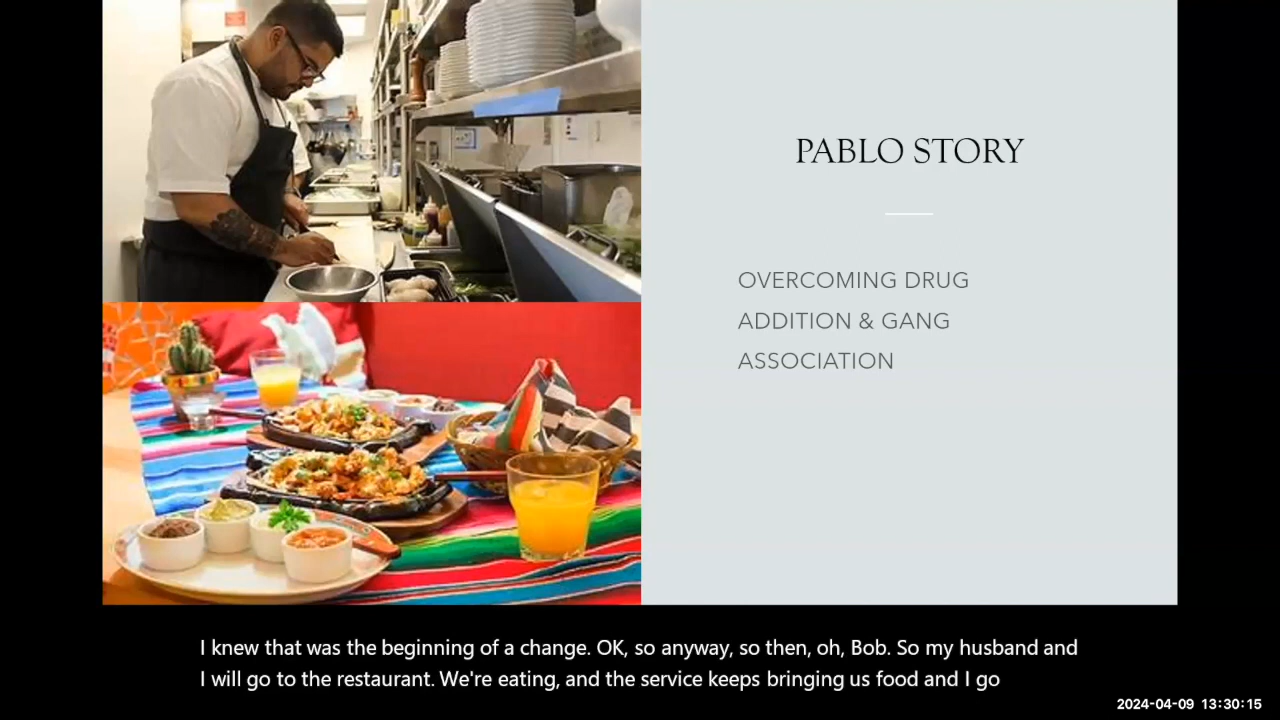 PABLO STORY
OVERCOMING DRUG
ADDITION & GANG
ASSOCIATION
I knew that was the beginning of a change. OK, so anyway, so then, oh, Bob. So my husband and
I will go to the restaurant. We're eating, and the service keeps bringing us food and I go
2024-04-09 13:30:15